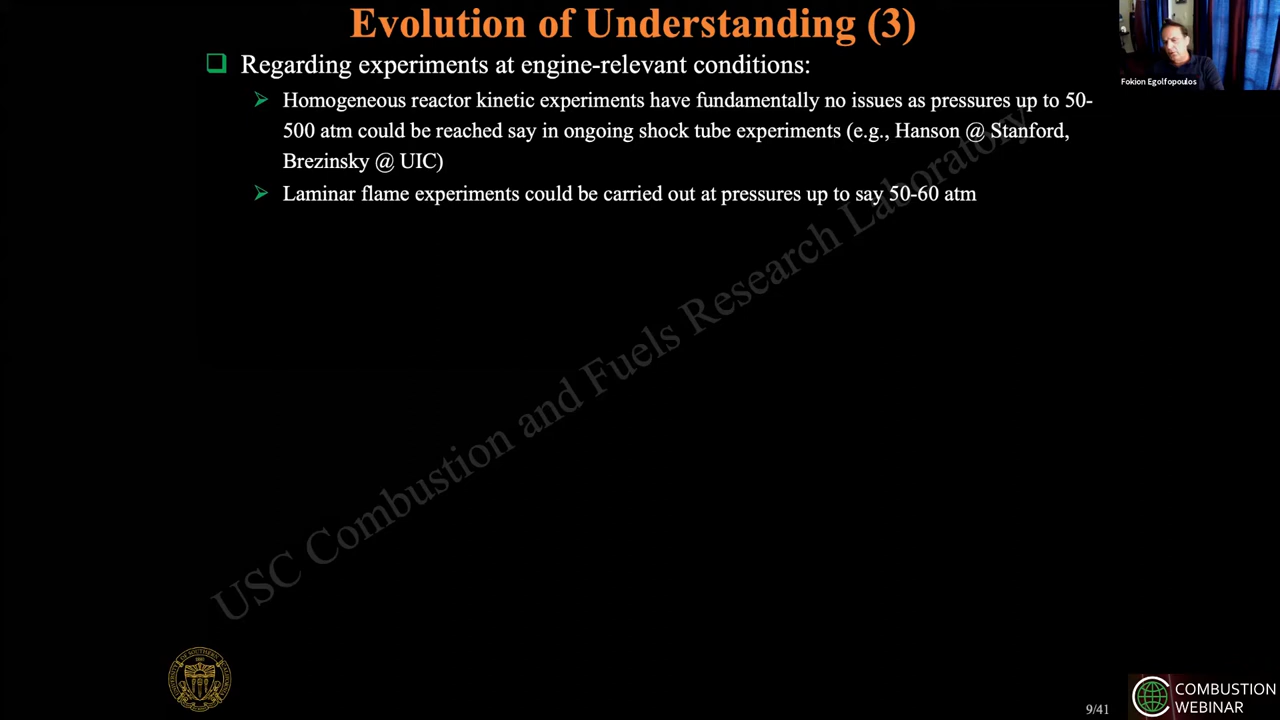 Evolution of Understanding (3)
Fokion Egolfopoulos
Regarding experiments at engine-relevant conditions:
Homogeneous reactor kinetic experiments have fundamentally no issues as pressures up to 50-
500 atm could be reached say in ongoing shock tube experiments (e.g., Hanson @ Stanford,
Brezinsky @ UIC)
Laminar flame experiments could be carried out at pressures up to say 50-60 atm
USC Combustion and Fuels Research Laboratory
9/41
COMBUSTION
WEBINAR